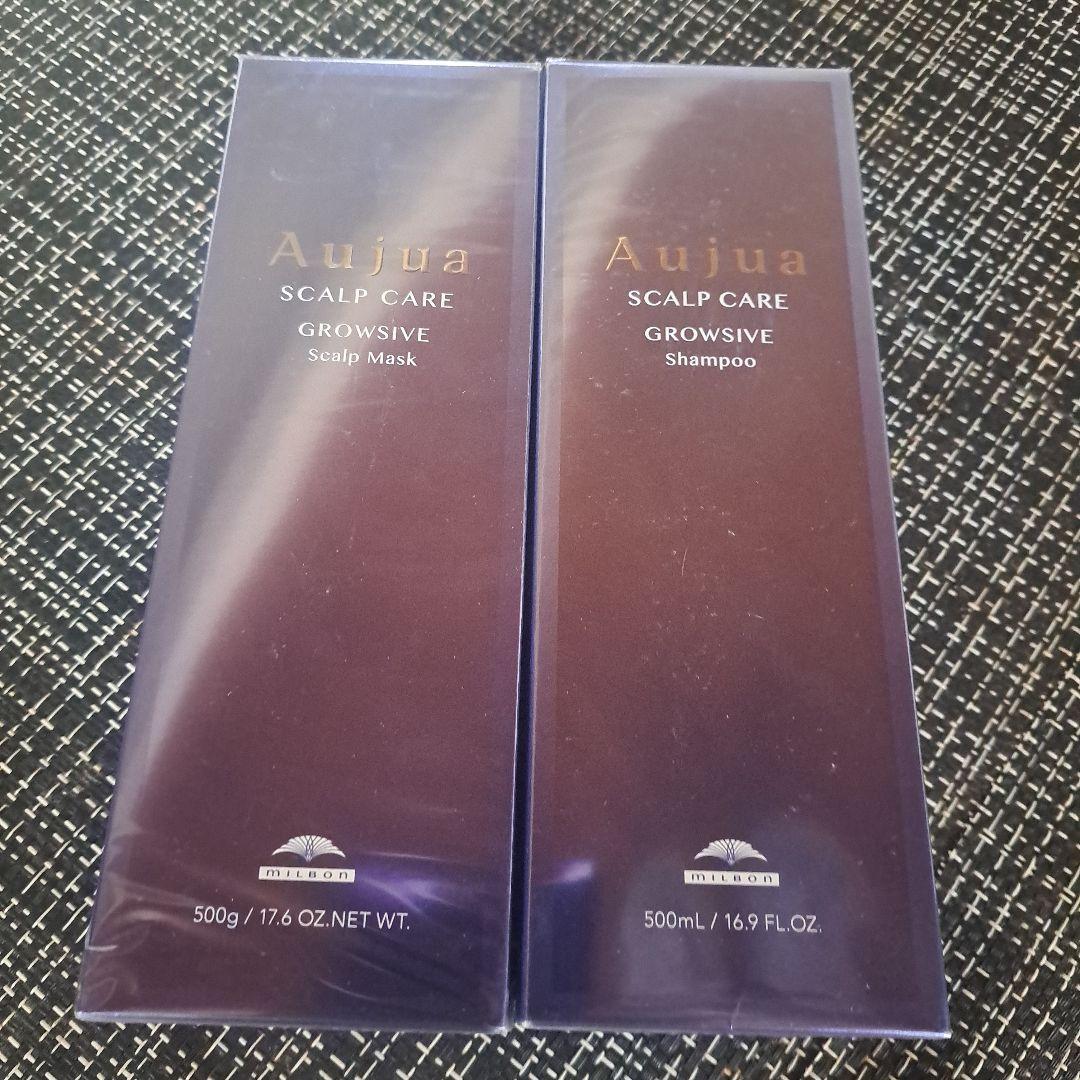 Aujua
SCALP CARE
GROWSIVE
Scalp Mask
MILBON
500g / 17.6 OZ.NET WT.
Aujua
SCALP CARE
GROWSIVE
Shampoo
MILBON
500mL / 16.9 FL.OZ.